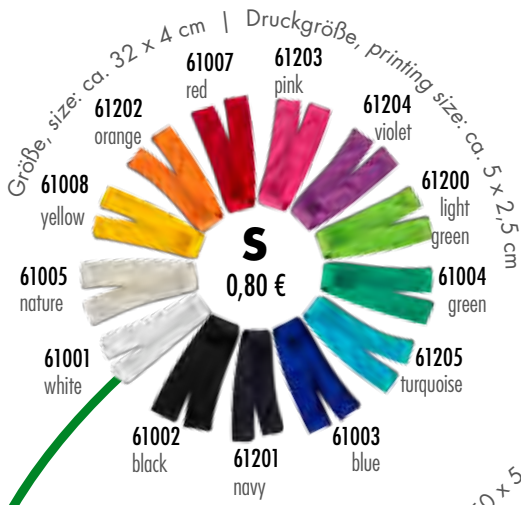 Größe, size: ca. 32 x 4 cm | Druckgröße, printing size: ca. 5 x 2,5 cm
61007
red
61203
pink
61202
orange
61204
violet
61008
yellow
61200
light
green
S
0,80 €
61005
nature
61004
green
61001
white
61205
turquoise
61002
black
61201
navy
61003
blue
x 5